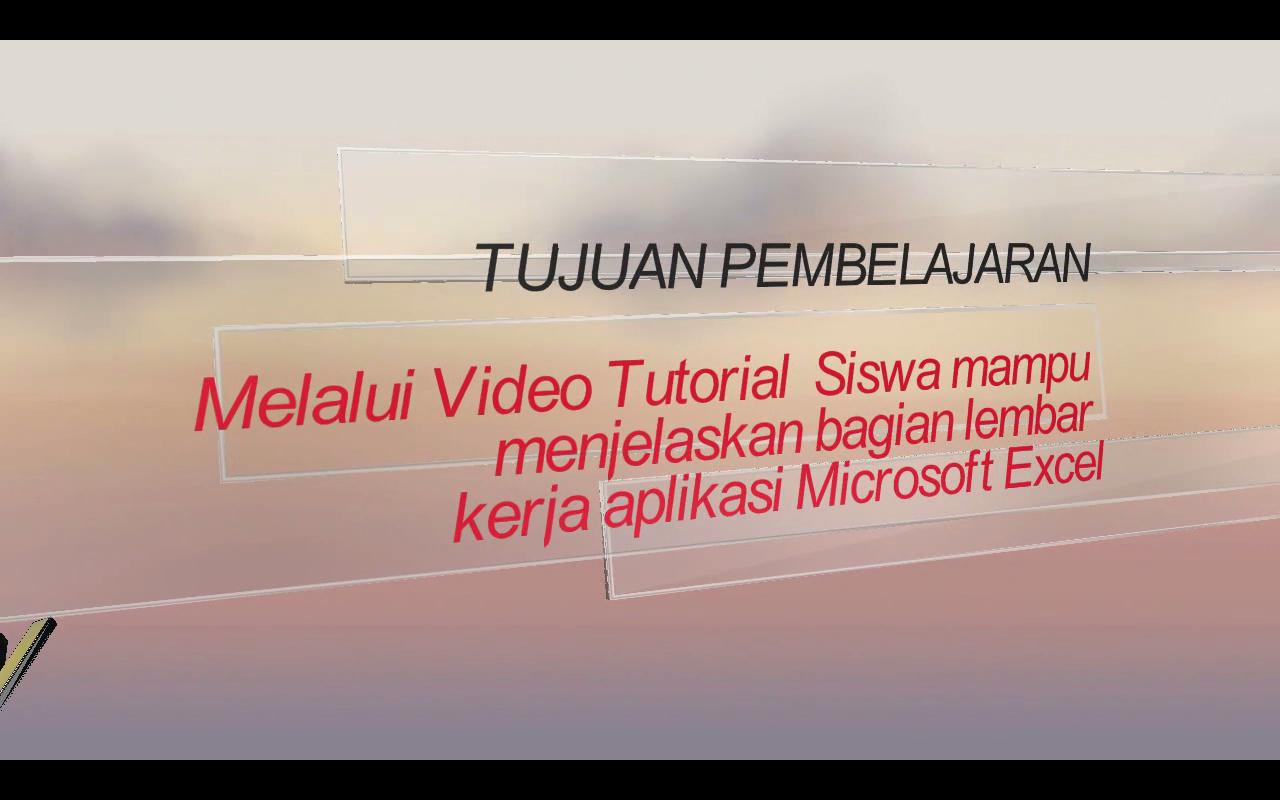 TUJUAN PEMBELAJARAN
Melalui Video Tutorial Siswa mampu
menjelaskan bagian lembar
kerja aplikasi Microsoft Excel